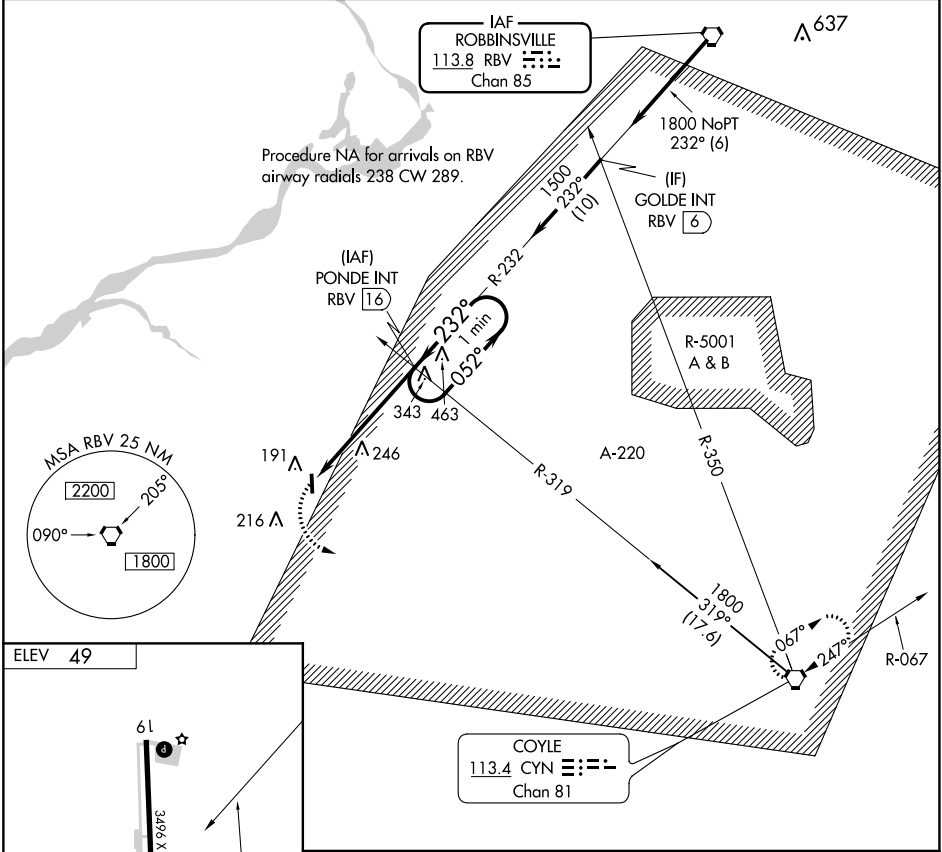 IAF
ROBBINSVILLE
113.8 RBV
Chan 85
637
1800 NoPT
232° (6)
Procedure NA for arrivals on RBV
airway radials 238 CW 289.
(IF)
GOLDE INT
RBV 6
1500
232°
(10)
R-232
(IAF)
PONDE INT
RBV 16
232°
1 min
052°
343
463
R-5001
A & B
191
246
216
A-220
R-350
R-319
MSA RBV 25 NM
2200
205°
090°
1800
1800
319°
(17.6)
067°
247°
R-067
COYLE
113.4 CYN
Chan 81
ELEV 49
19
P
3496 X